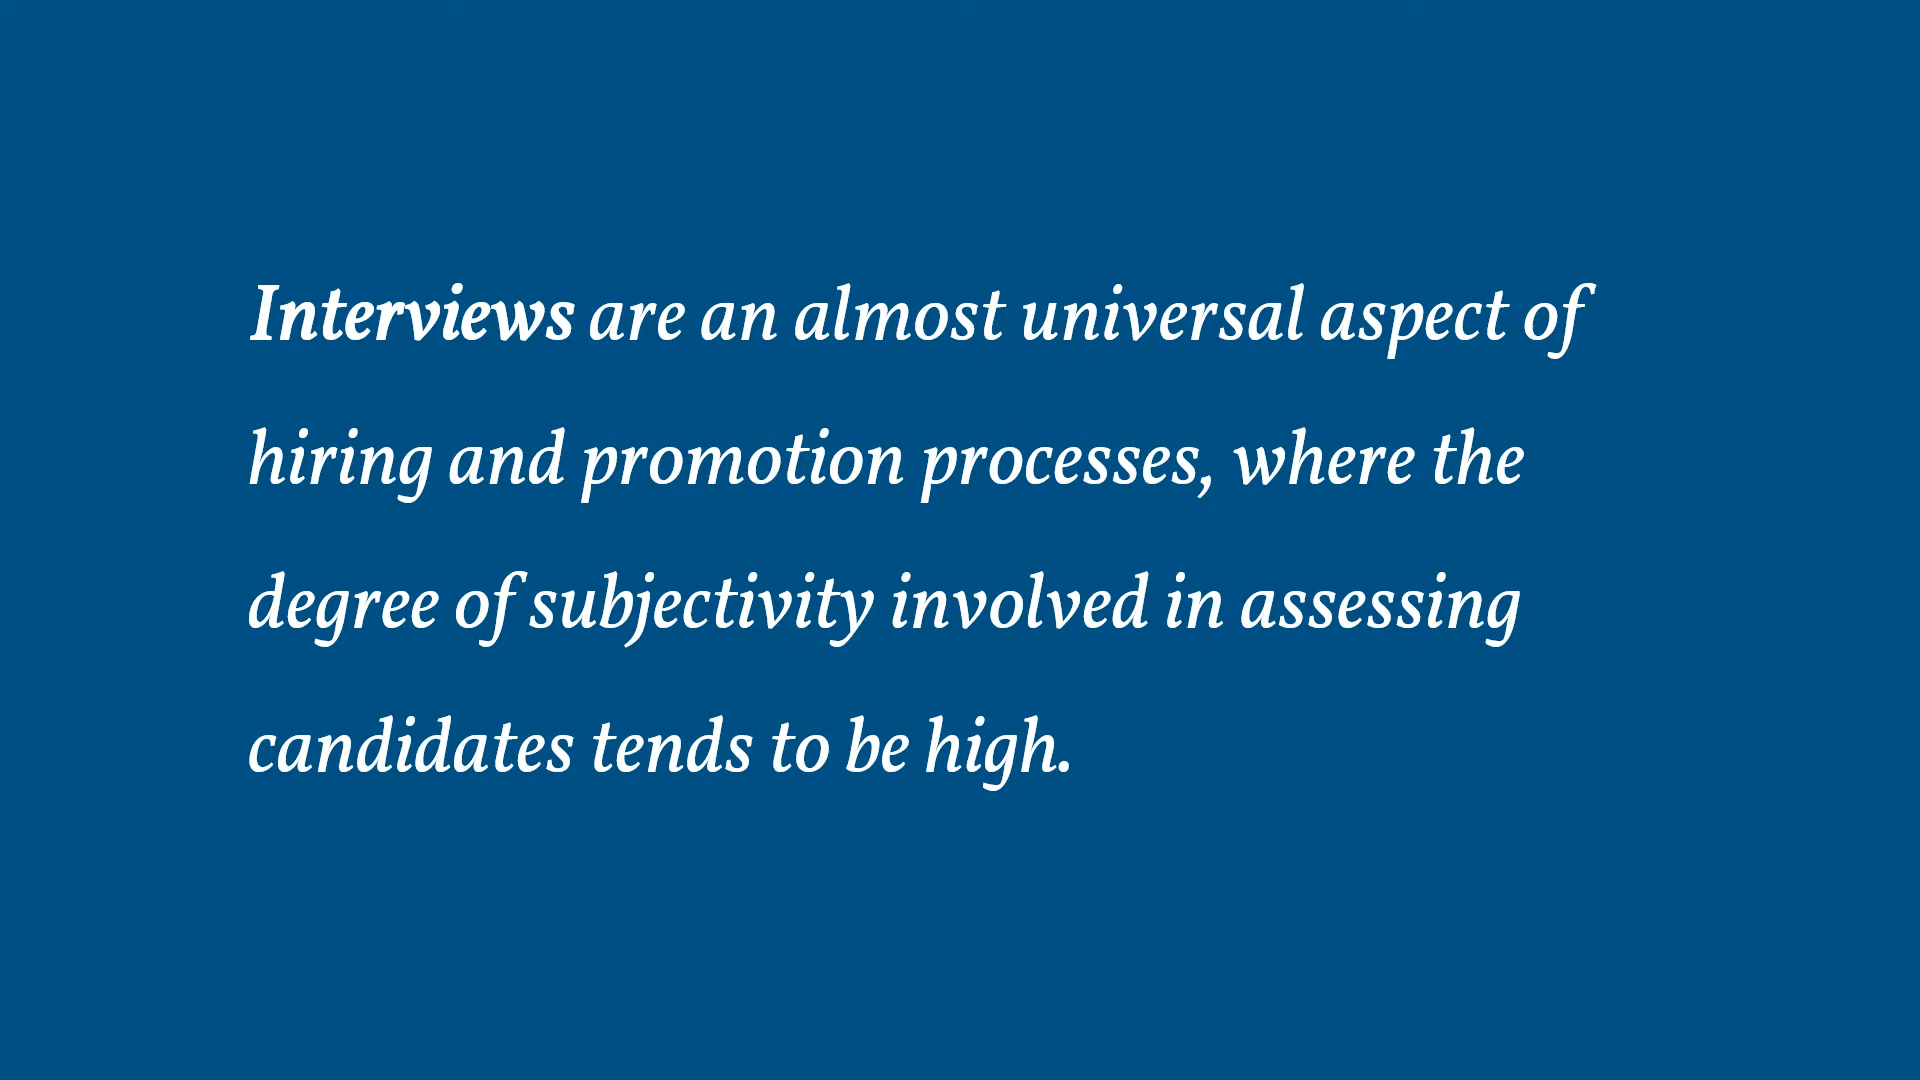 Interviews are an almost universal aspect of
hiring and promotion processes, where the
degree of subjectivity involved in assessing
candidates tends to be high.